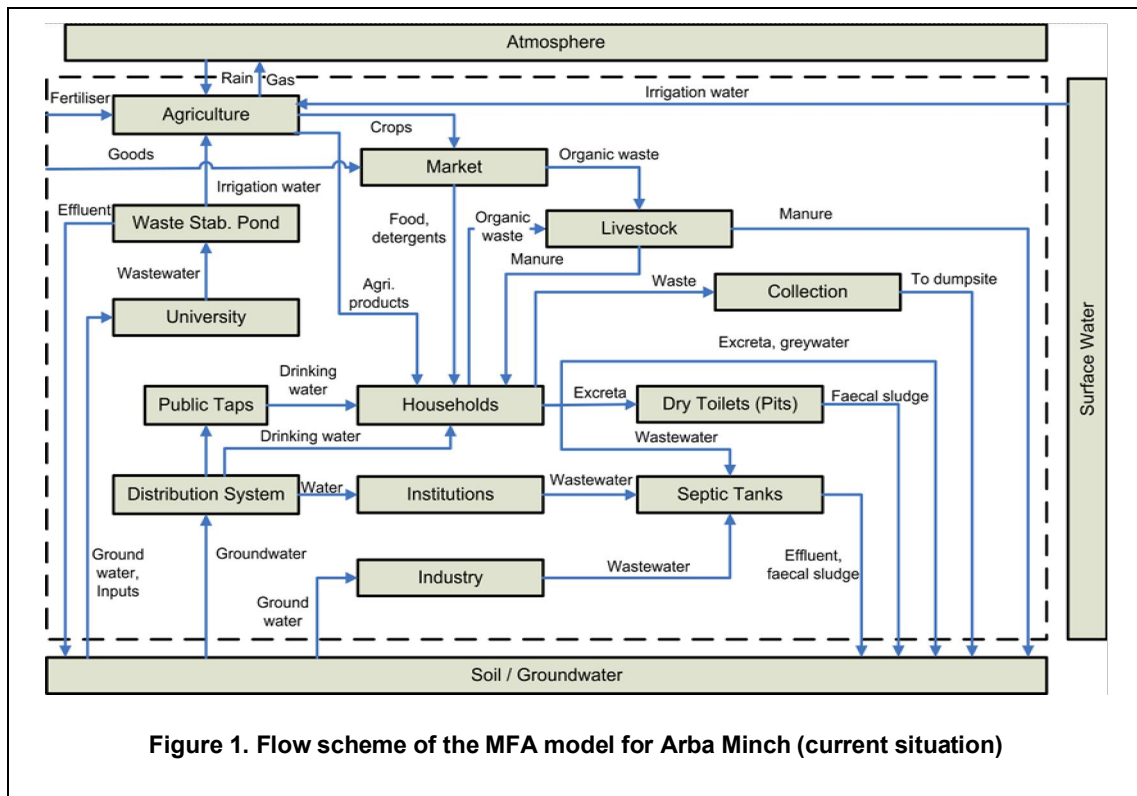 Atmosphere
Rain
Gas
Fertiliser
Irrigation water
Agriculture
Crops
Goods
Market
Organic waste
Irrigation water
Effluent
Waste Stab. Pond
Food,
detergents
Organic
waste
Livestock
Manure
Wastewater
Manure
Agri.
products
Waste
Collection
To dumpsite
University
Excreta, greywater
Surface Water
Drinking
water
Public Taps
Households
Excreta
Dry Toilets (Pits)
Faecal sludge
Drinking water
Wastewater
Distribution System
Water
Institutions
Wastewater
Septic Tanks
Ground
water,
Inputs
Groundwater
Ground
water
Industry
Wastewater
Effluent,
faecal sludge
Soil / Groundwater
Figure 1. Flow scheme of the MFA model for Arba Minch (current situation)